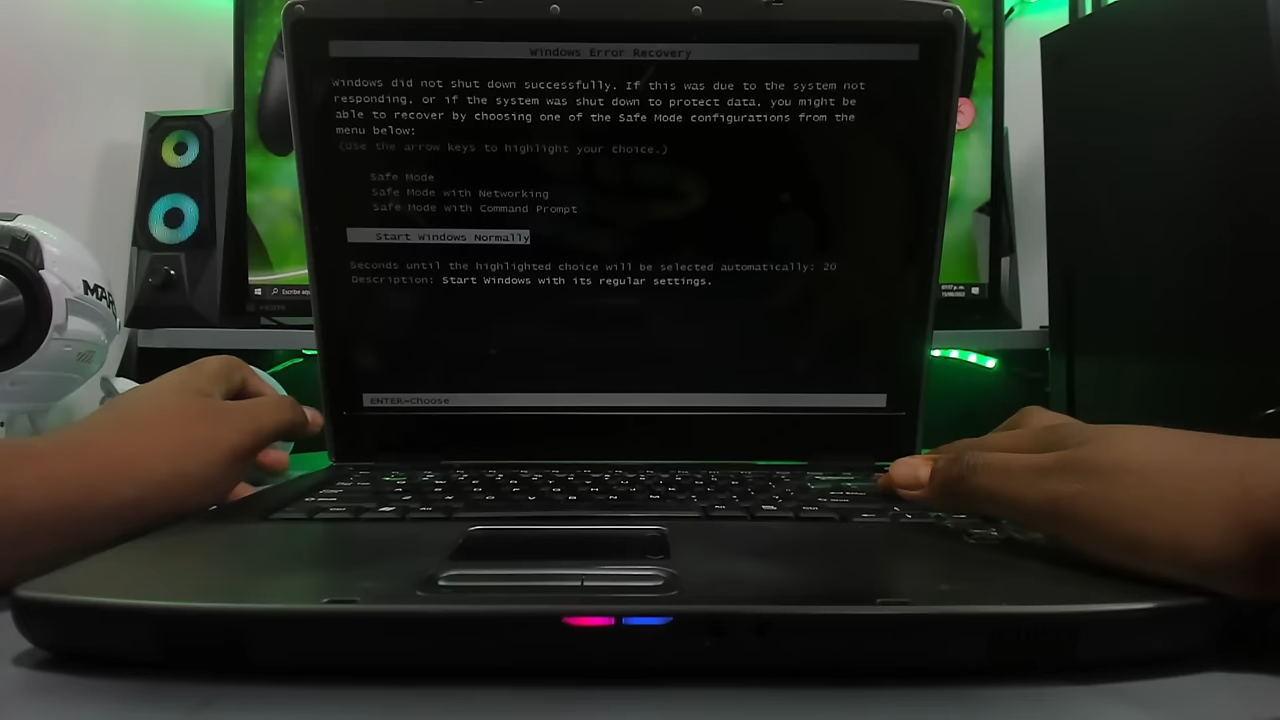 Windows Error Recovery
Windows did not shut down successfully. If this was due to the system not
responding, or if the system was shut down to protect data, you might be
able to recover by choosing one of the Safe Mode configurations from the
menu below:
(Use the arrow keys to highlight your choice.)
Safe Mode
Safe Mode with Networking
Safe Mode with Command Prompt
Start Windows Normally
Seconds until the highlighted choice will be selected automatically: 20
Description: Start Windows with its regular settings.
ENTER=Choose
Escribe aqu